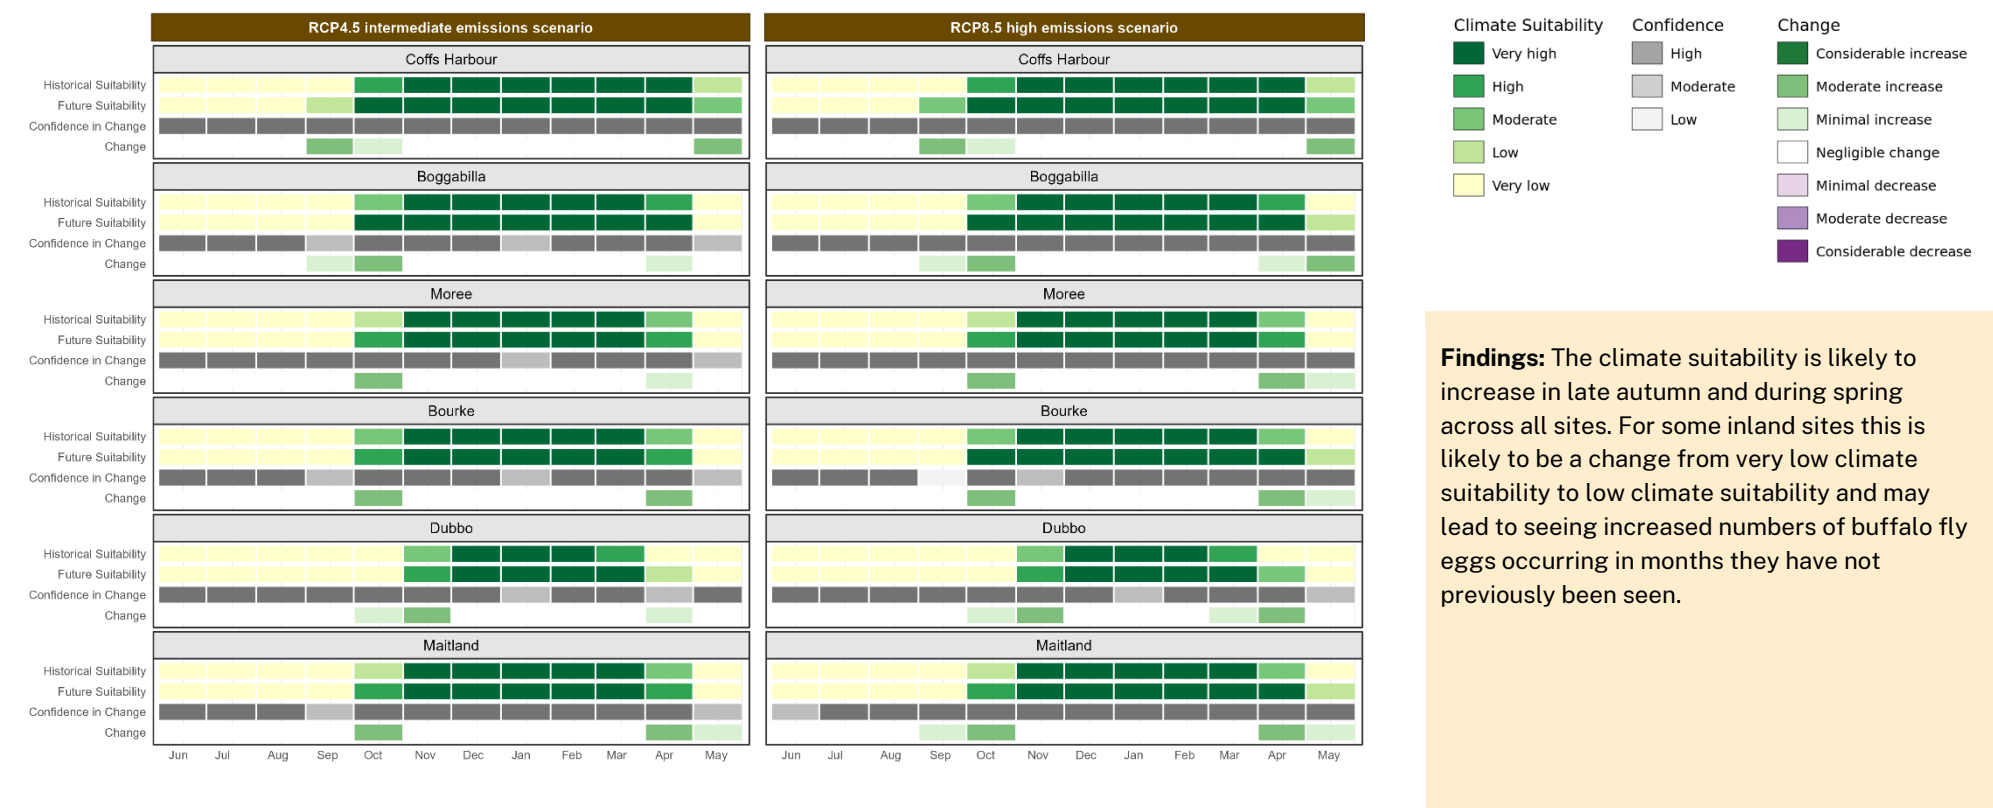 RCP4.5 intermediate emissions scenario
RCP8.5 high emissions scenario
Coffs Harbour
Coffs Harbour
Historical Suitability
Future Suitability
Confidence in Change
Change
Boggabilla
Boggabilla
Historical Suitability
Future Suitability
Confidence in Change
Change
Moree
Moree
Historical Suitability
Future Suitability
Confidence in Change
Change
Bourke
Bourke
Historical Suitability
Future Suitability
Confidence in Change
Change
Dubbo
Dubbo
Historical Suitability
Future Suitability
Confidence in Change
Change
Maitland
Maitland
Historical Suitability
Future Suitability
Confidence in Change
Change
Jun Jul Aug Sep Oct Nov Dec Jan Feb Mar Apr May
Jun Jul Aug Sep Oct Nov Dec Jan Feb Mar Apr May
Climate Suitability
Very high
High
Moderate
Low
Very low
Confidence
High
Moderate
Low
Change
Considerable increase
Moderate increase
Minimal increase
Negligible change
Minimal decrease
Moderate decrease
Considerable decrease
Findings: The climate suitability is likely to
increase in late autumn and during spring
across all sites. For some inland sites this is
likely to be a change from very low climate
suitability to low climate suitability and may
lead to seeing increased numbers of buffalo fly
eggs occurring in months they have not
previously been seen.